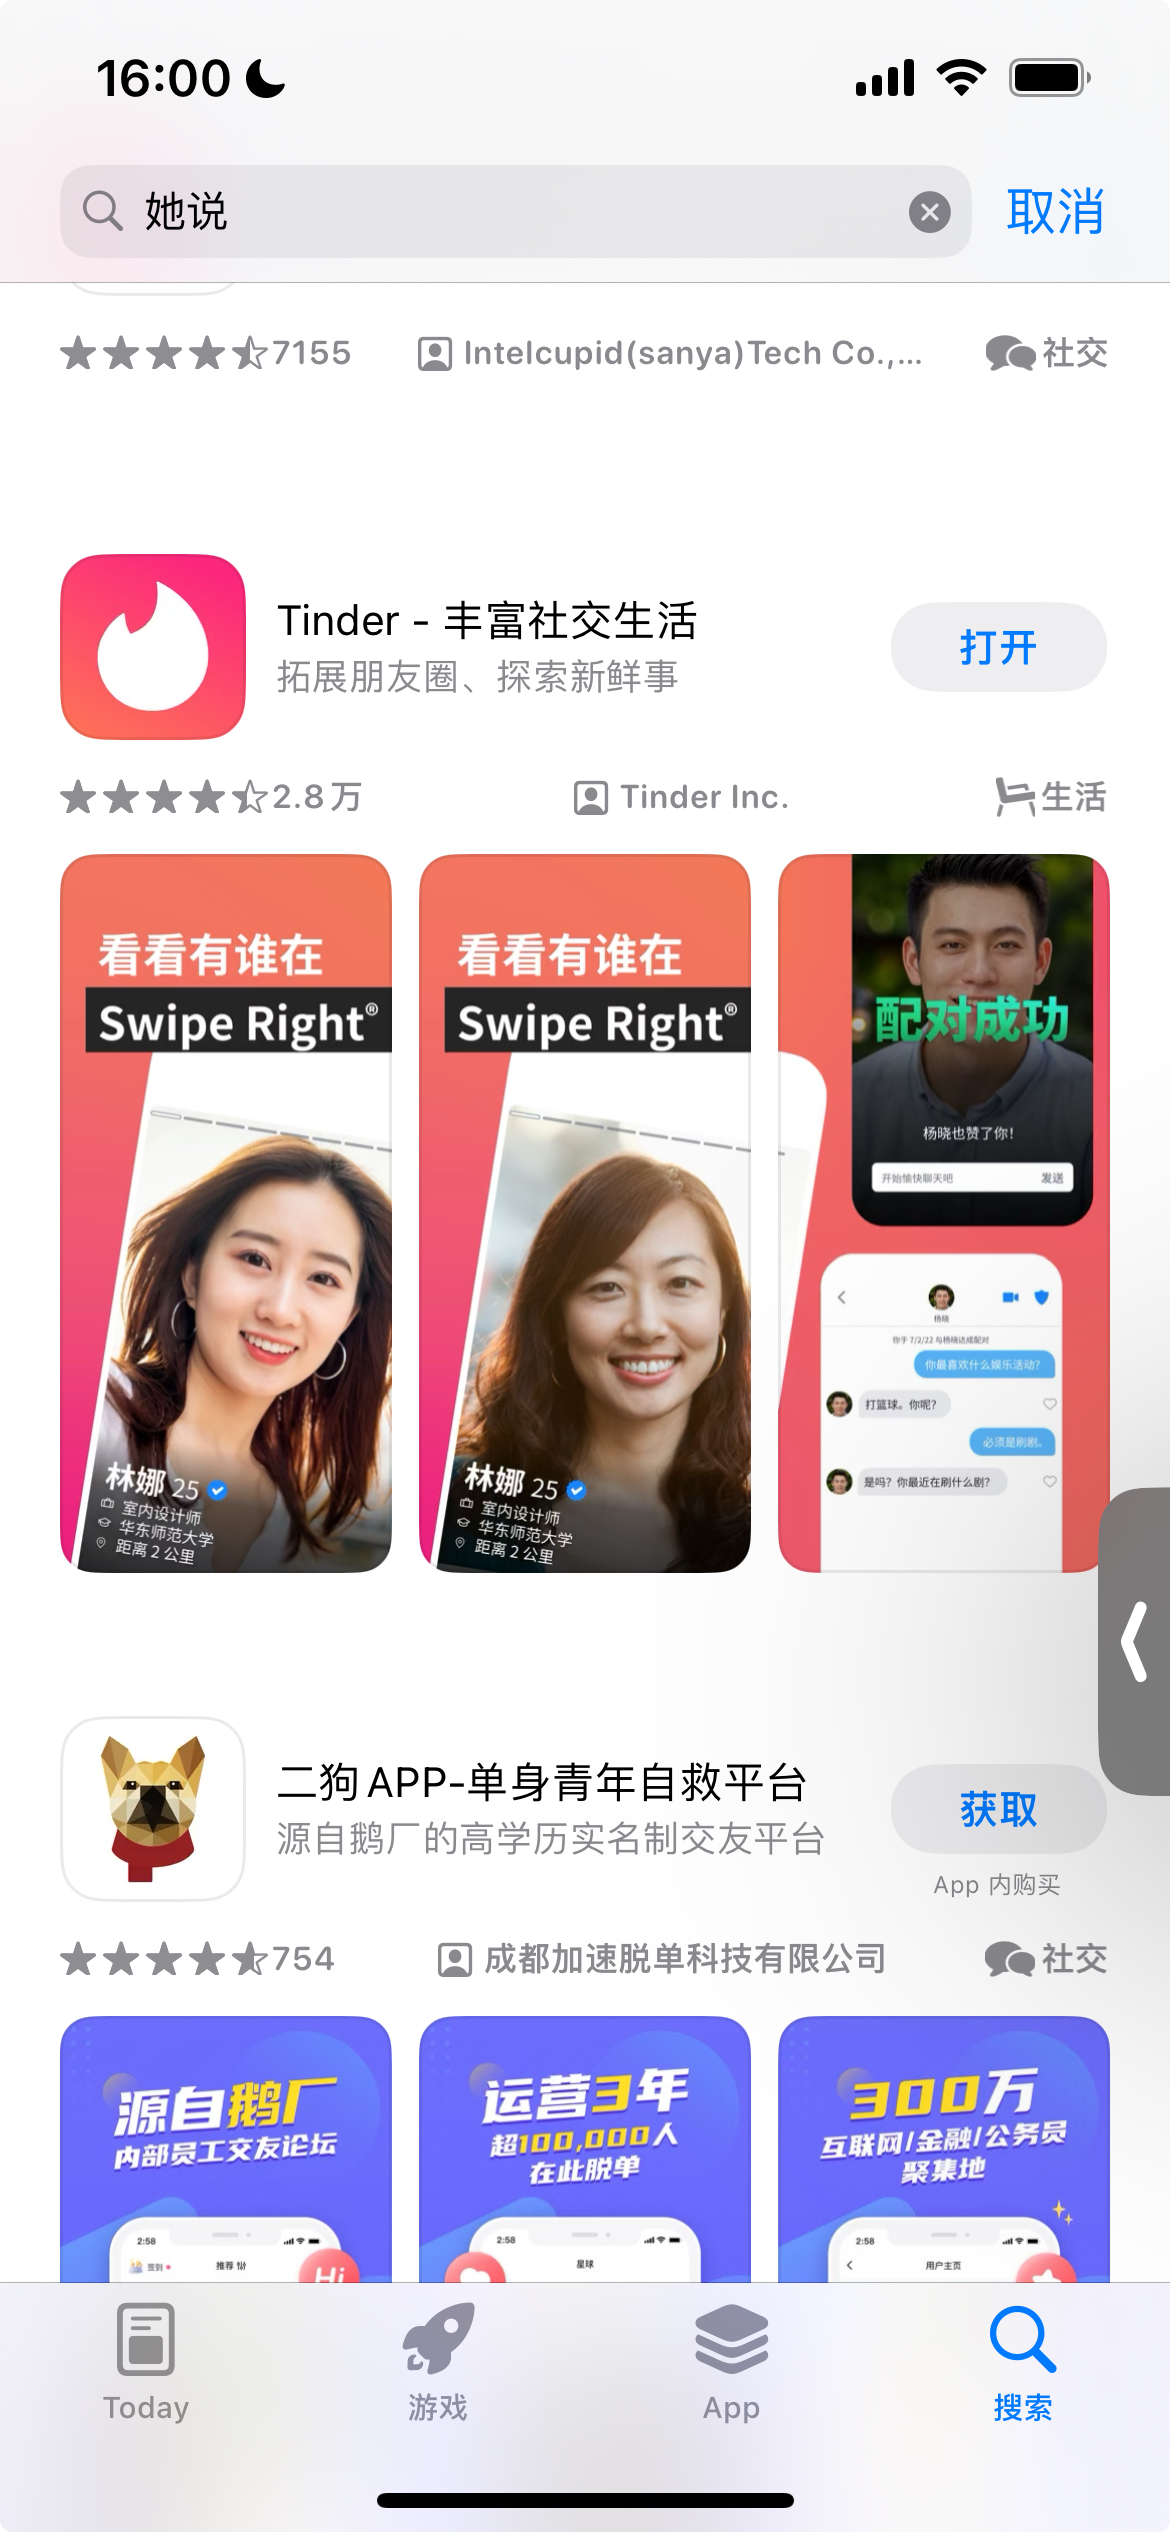 16:00
她说
取消
7155
Intelcupid(sanya)Tech Co.,...
社交
Tinder - 丰富社交生活
拓展朋友圈、探索新鲜事
打开
2.8 万
Tinder Inc.
生活
看看有谁在
Swipe Right®
林娜 25
室内设计师
华东师范大学
距离 2 公里
看看有谁在
Swipe Right®
林娜 25
室内设计师
华东师范大学
距离 2 公里
配对成功
杨晓也赞了你！
开始愉快聊天吧
发送
杨晓
你于 7/2/22 与杨晓达成配对
你最喜欢什么娱乐活动？
打篮球。你呢？
必须是刷剧。
是吗？你最近在刷什么剧？
二狗APP-单身青年自救平台
源自鹅厂的高学历实名制交友平台
获取
App 内购买
754
成都加速脱单科技有限公司
社交
源自鹅厂
内部员工交友论坛
2:58
签到
推荐
Hi
运营3年
超100,000人
在此脱单
2:58
星球
300万
互联网/金融/公务员
聚集地
2:58
用户主页
Today
游戏
App
搜索